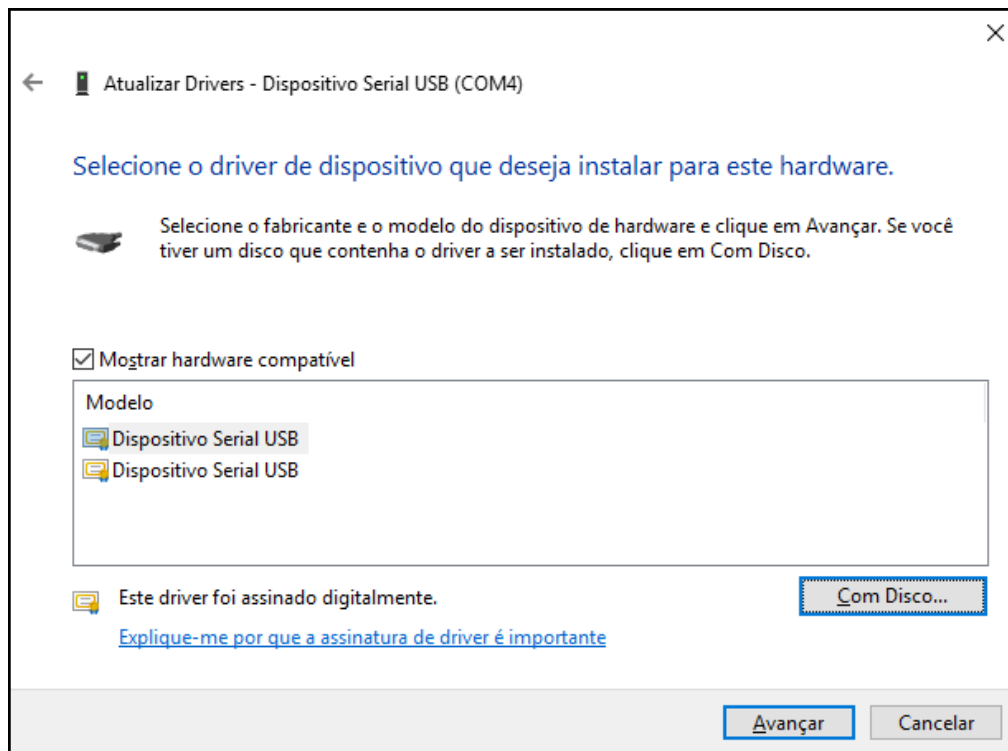 Atualizar Drivers - Dispositivo Serial USB (COM4)
Selecione o driver de dispositivo que deseja instalar para este hardware.
Selecione o fabricante e o modelo do dispositivo de hardware e clique em Avançar. Se você
tiver um disco que contenha o driver a ser instalado, clique em Com Disco.
Mostrar hardware compatível
Modelo
Dispositivo Serial USB
Dispositivo Serial USB
Este driver foi assinado digitalmente.
Com Disco...
Explique-me por que a assinatura de driver é importante
Avançar
Cancelar